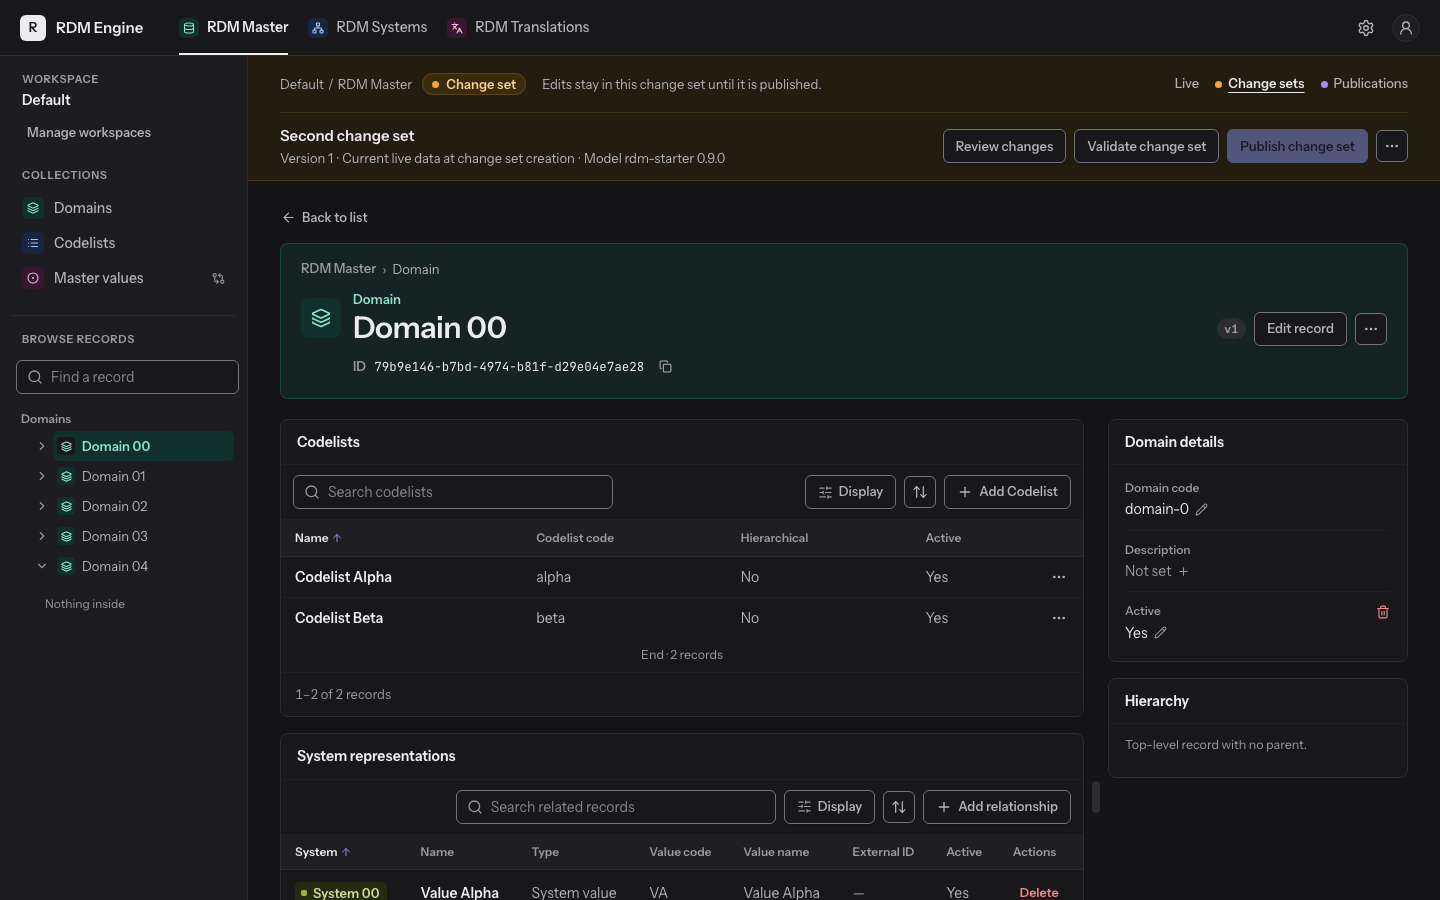 R RDM Engine RDM Master RDM Systems RDM Translations
WORKSPACE
Default
Manage workspaces
COLLECTIONS
Domains
Codelists
Master values
BROWSE RECORDS
Find a record
Domains
Domain 00
Domain 01
Domain 02
Domain 03
Domain 04
Nothing inside
Default / RDM Master Change set Edits stay in this change set until it is published. Live Change sets Publications
Second change set
Version 1 · Current live data at change set creation · Model rdm-starter 0.9.0
Review changes Validate change set Publish change set
Back to list
RDM Master › Domain
Domain
Domain 00
v1 Edit record
ID 79b9e146-b7bd-4974-b81f-d29e04e7ae28
Codelists
Search codelists Display Add Codelist
Name Codelist code Hierarchical Active
Codelist Alpha alpha No Yes
Codelist Beta beta No Yes
End · 2 records
1–2 of 2 records
System representations
Search related records Display Add relationship
System Name Type Value code Value name External ID Active Actions
System 00 Value Alpha System value VA Value Alpha — Yes Delete
Domain details
Domain code
domain-0
Description
Not set
Active
Yes
Hierarchy
Top-level record with no parent.